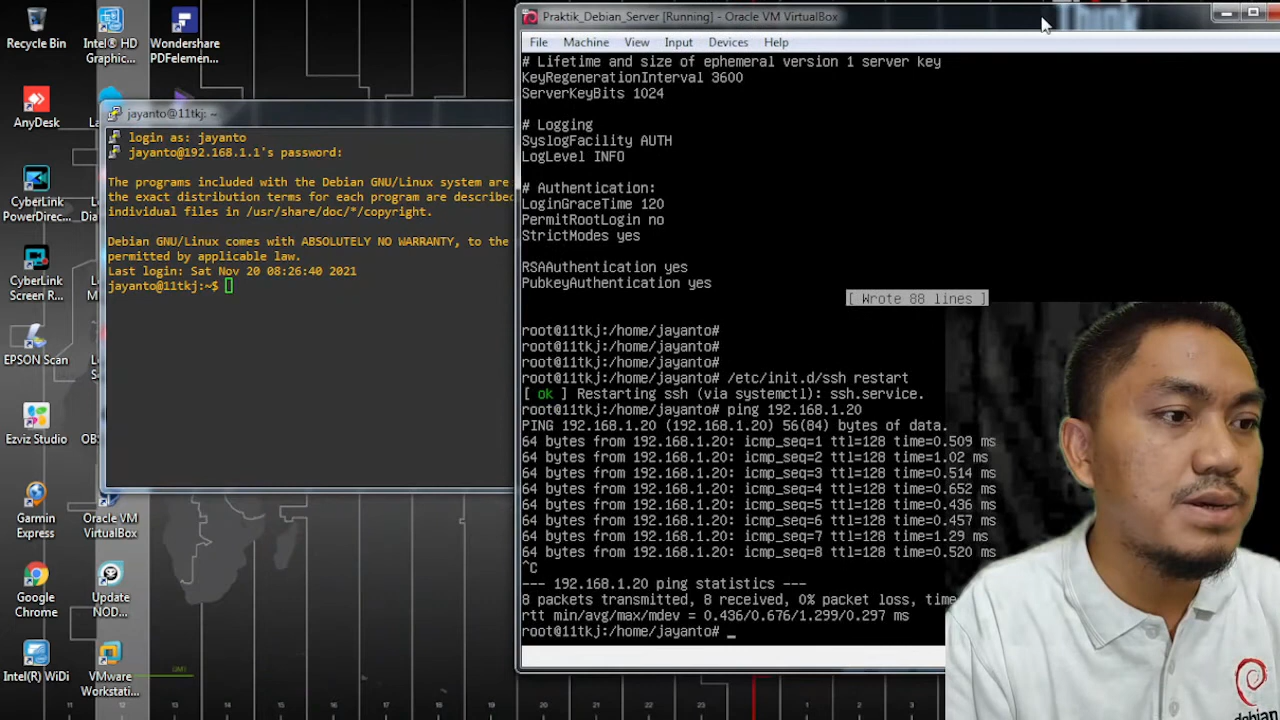 Recycle Bin
Intel® HD
Graphic...
Wondershare
PDFelemen...
AnyDesk
CyberLink
PowerDirec...
CyberLink
Screen R...
EPSON Scan
Ezviz Studio
Garmin
Express
Oracle VM
VirtualBox
Google
Chrome
Update
NOD...
Intel(R) WiDi
VMware
Workstati...
jayanto@11tkj: ~
login as: jayanto
jayanto@192.168.1.1's password:
The programs included with the Debian GNU/Linux system are
the exact distribution terms for each program are described
individual files in /usr/share/doc/*/copyright.
Debian GNU/Linux comes with ABSOLUTELY NO WARRANTY, to the
permitted by applicable law.
Last login: Sat Nov 20 08:26:40 2021
jayanto@11tkj:~$
Praktik_Debian_Server [Running] - Oracle VM VirtualBox
File Machine View Input Devices Help
# Lifetime and size of ephemeral version 1 server key
KeyRegenerationInterval 3600
ServerKeyBits 1024
# Logging
SyslogFacility AUTH
LogLevel INFO
# Authentication:
LoginGraceTime 120
PermitRootLogin no
StrictModes yes
RSAAuthentication yes
PubkeyAuthentication yes
[ Wrote 88 lines ]
root@11tkj:/home/jayanto#
root@11tkj:/home/jayanto#
root@11tkj:/home/jayanto#
root@11tkj:/home/jayanto# /etc/init.d/ssh restart
[ ok ] Restarting ssh (via systemctl): ssh.service.
root@11tkj:/home/jayanto# ping 192.168.1.20
PING 192.168.1.20 (192.168.1.20) 56(84) bytes of data.
64 bytes from 192.168.1.20: icmp_seq=1 ttl=128 time=0.509 ms
64 bytes from 192.168.1.20: icmp_seq=2 ttl=128 time=1.02 ms
64 bytes from 192.168.1.20: icmp_seq=3 ttl=128 time=0.514 ms
64 bytes from 192.168.1.20: icmp_seq=4 ttl=128 time=0.652 ms
64 bytes from 192.168.1.20: icmp_seq=5 ttl=128 time=0.436 ms
64 bytes from 192.168.1.20: icmp_seq=6 ttl=128 time=0.457 ms
64 bytes from 192.168.1.20: icmp_seq=7 ttl=128 time=1.29 ms
64 bytes from 192.168.1.20: icmp_seq=8 ttl=128 time=0.520 ms
^C
--- 192.168.1.20 ping statistics ---
8 packets transmitted, 8 received, 0% packet loss, time
rtt min/avg/max/mdev = 0.436/0.676/1.299/0.297 ms
root@11tkj:/home/jayanto# _
debian
11 12 13 14 15 16 17 18 19 20 21 22 23